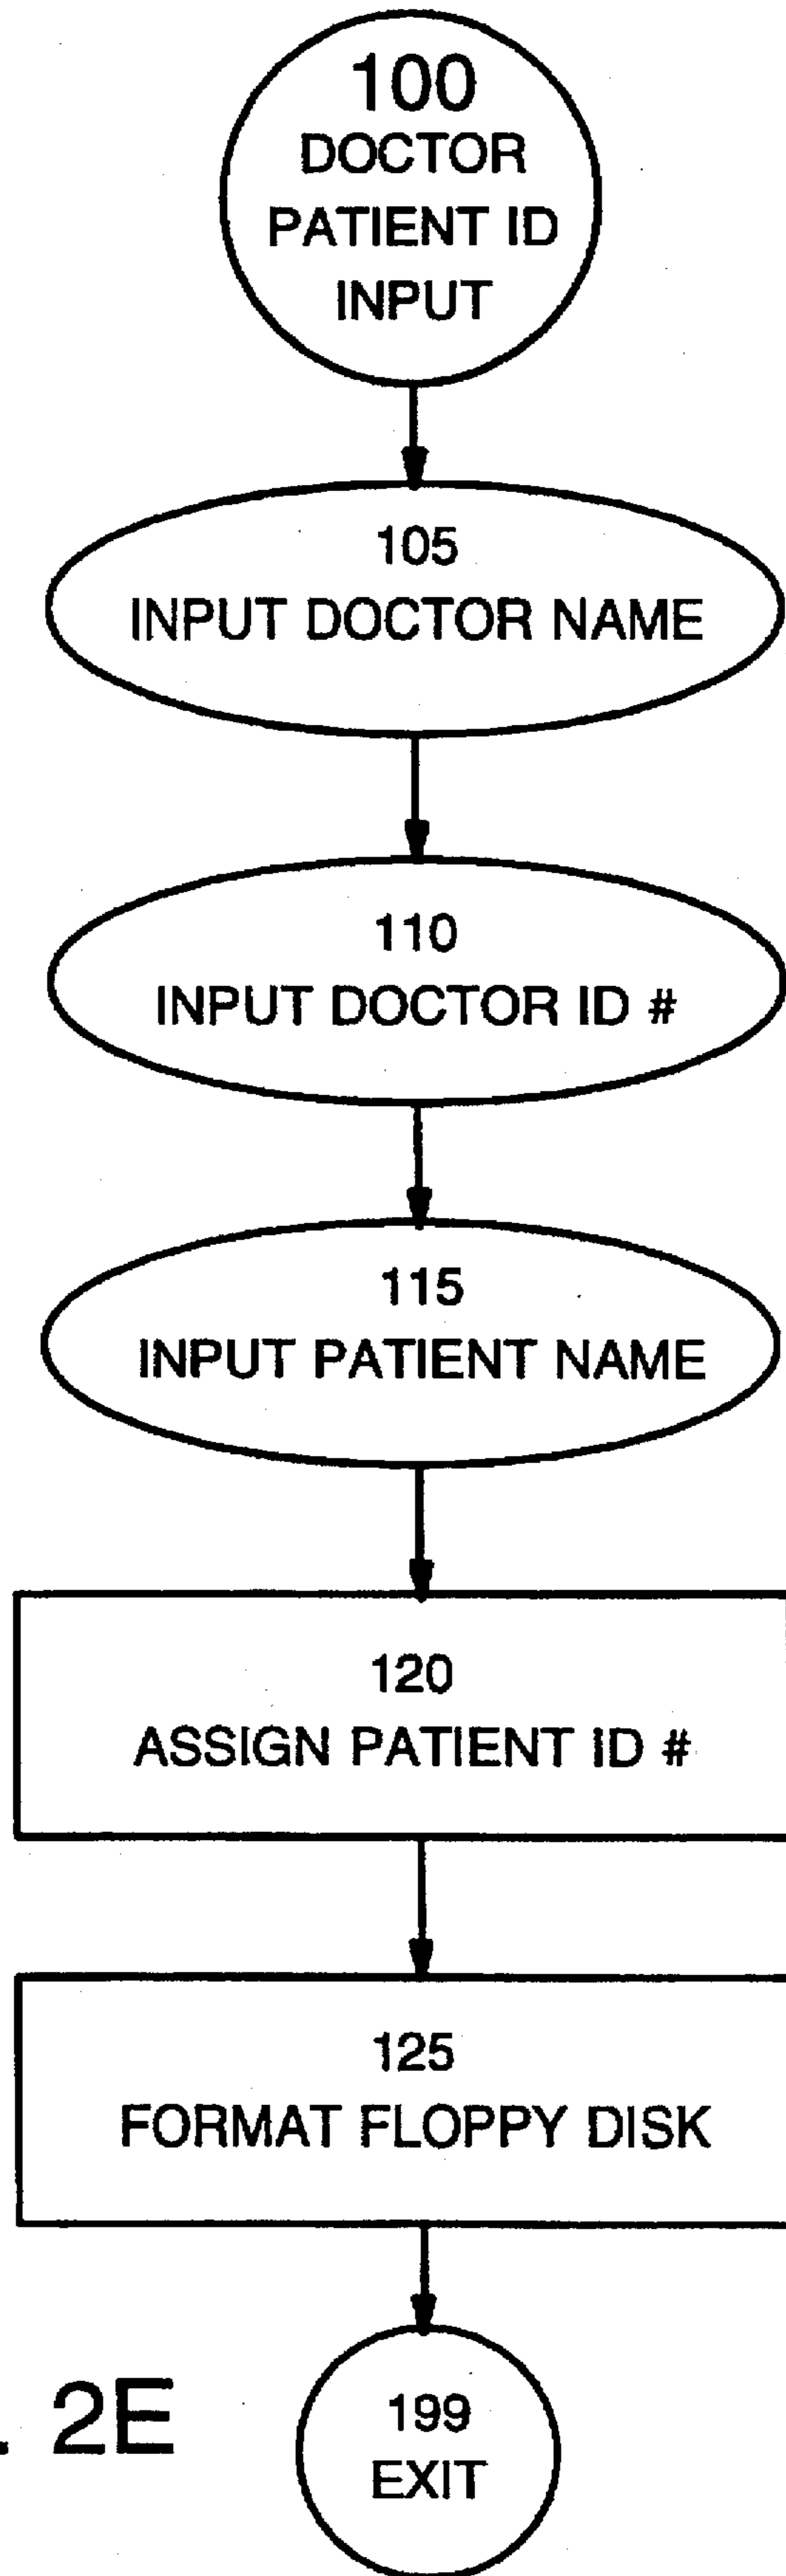 100
DOCTOR
PATIENT ID
INPUT
105
INPUT DOCTOR NAME
110
INPUT DOCTOR ID #
115
INPUT PATIENT NAME
120
ASSIGN PATIENT ID #
125
FORMAT FLOPPY DISK
199
EXIT
. 2E